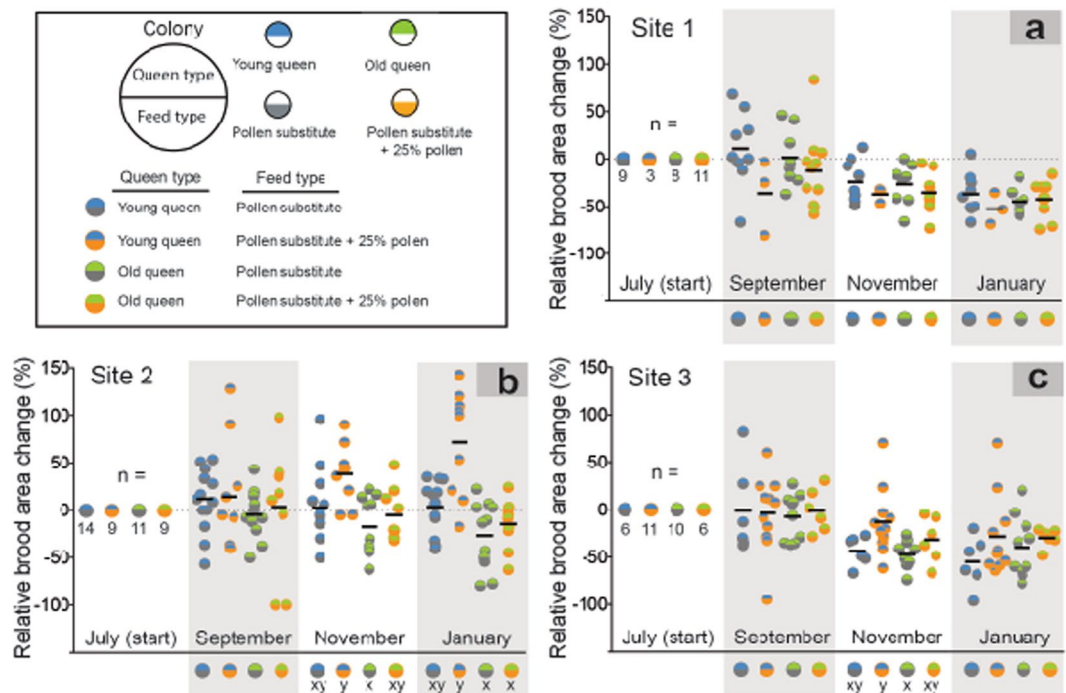 Colony
Queen type
Feed type
Young queen
Old queen
Pollen substitute
Pollen substitute
+ 25% pollen
Queen type Feed type
Young queen Pollen substitute
Young queen Pollen substitute + 25% polen
Old queen Pollen substitute
Old queen Pollen substitute + 25% pollen
Relative brood area change (%)
150
100
50
0
-50
-100
Site 1
a
n =
9 3 8 11
July (start) September November January
Relative brood area change (%)
150
100
50
0
-50
-100
Site 2
b
n =
14 9 11 9
July (start) September November January
xy y x xy xy y x x
Relative brood area change (%)
150
100
50
0
-50
-100
Site 3
c
n =
6 11 10 6
July (start) September November January
xy y x xy